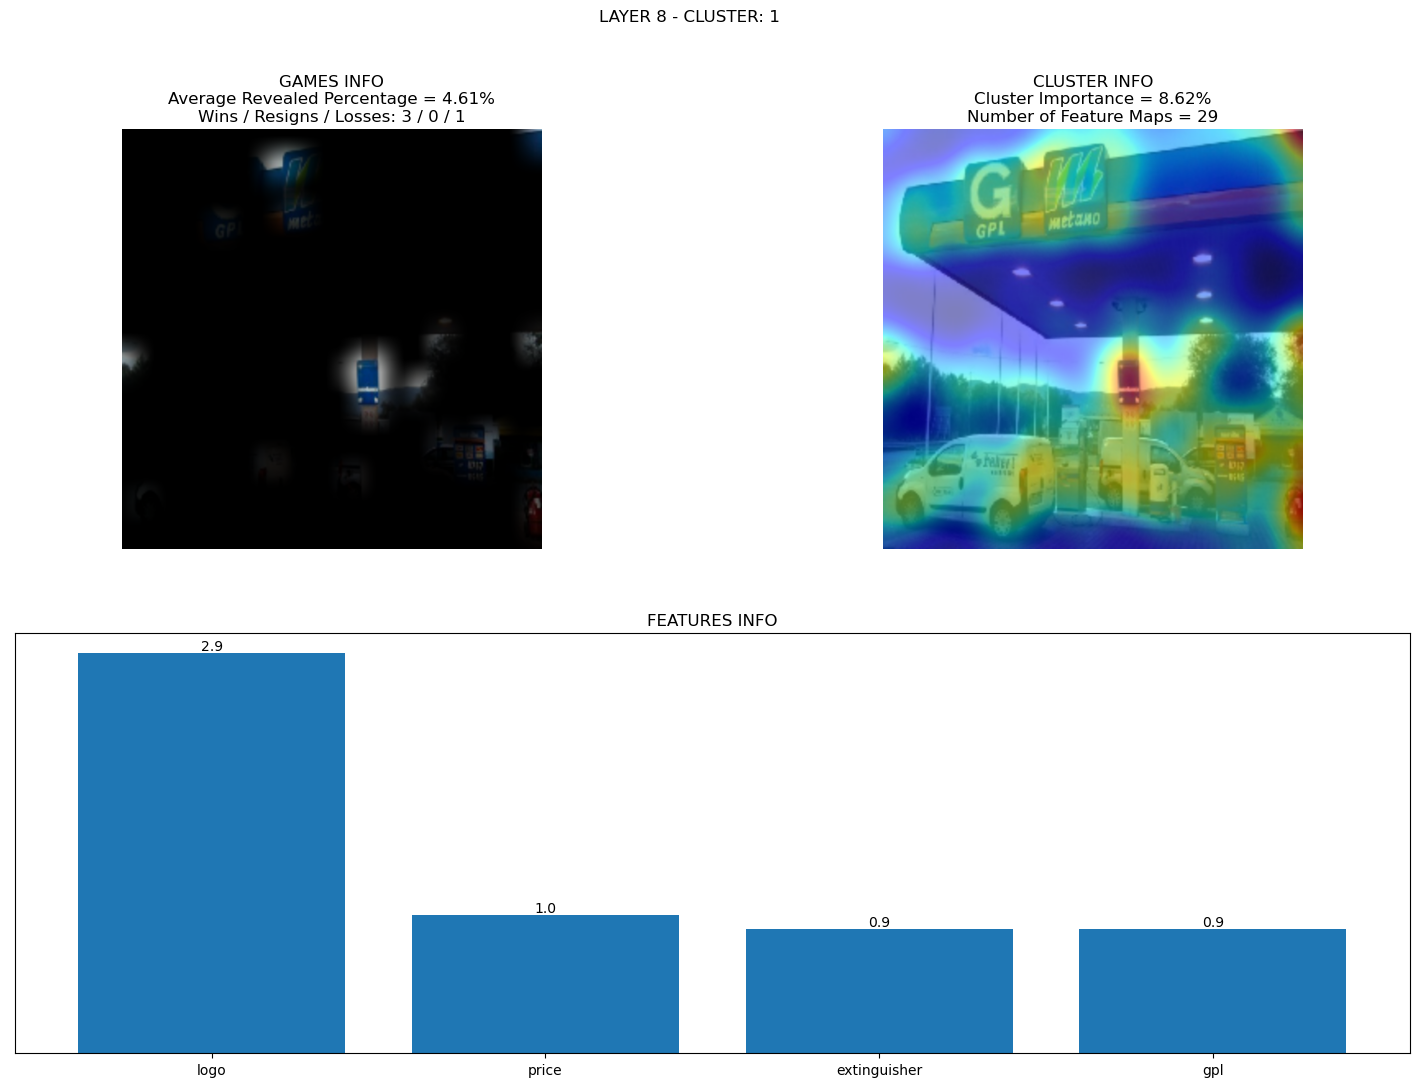 LAYER 8 - CLUSTER: 1
GAMES INFO
Average Revealed Percentage = 4.61%
Wins / Resigns / Losses: 3 / 0 / 1
GPL
metano
CLUSTER INFO
Cluster Importance = 8.62%
Number of Feature Maps = 29
G
GPL
metano
FEATURES INFO
2.9
1.0
0.9
0.9
logo
price
extinguisher
gpl